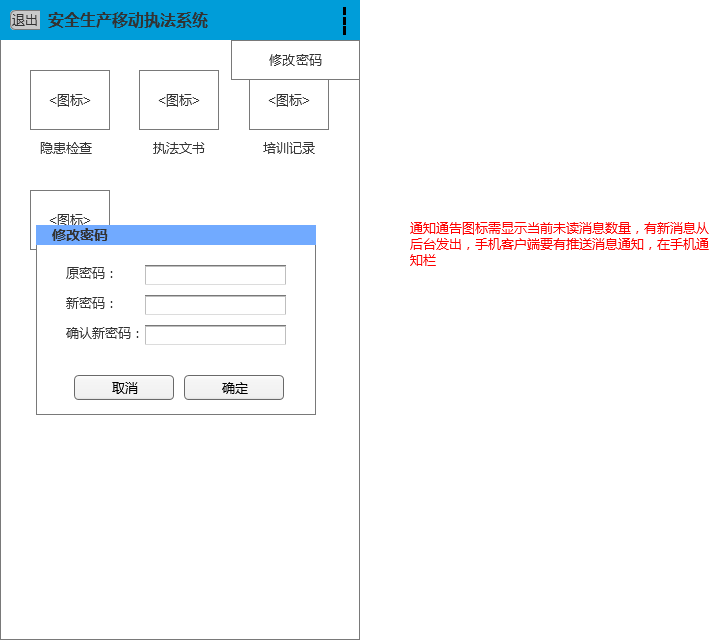 退出 安全生产移动执法系统
修改密码
<图标> <图标> <图标>
隐患检查 执法文书 培训记录
<图标>
修改密码
原密码：
新密码：
确认新密码：
取消 确定
通知通告图标需显示当前未读消息数量，有新消息从
后台发出，手机客户端要有推送消息通知，在手机通
知栏